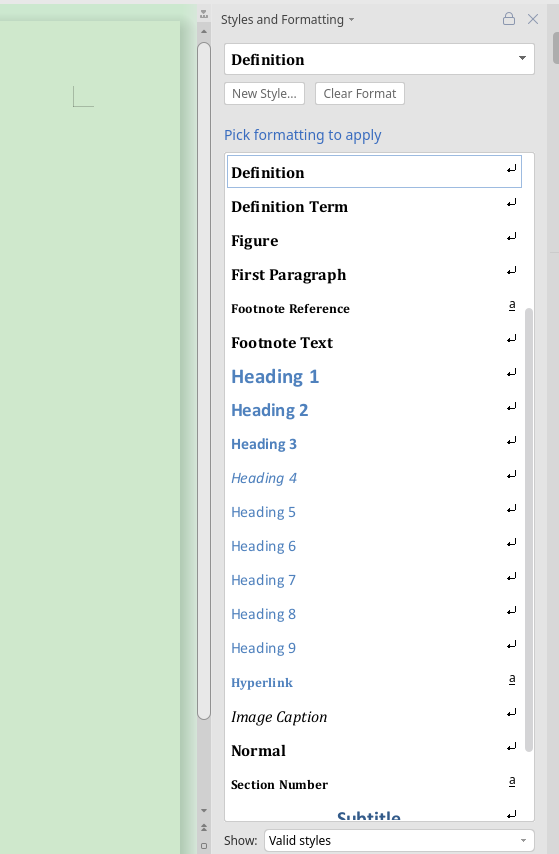 Styles and Formatting
Definition
New Style...
Clear Format
Pick formatting to apply
Definition
Definition Term
Figure
First Paragraph
Footnote Reference a
Footnote Text
Heading 1
Heading 2
Heading 3
Heading 4
Heading 5
Heading 6
Heading 7
Heading 8
Heading 9
Hyperlink a
Image Caption
Normal
Section Number a
Subtitle
Show: Valid styles